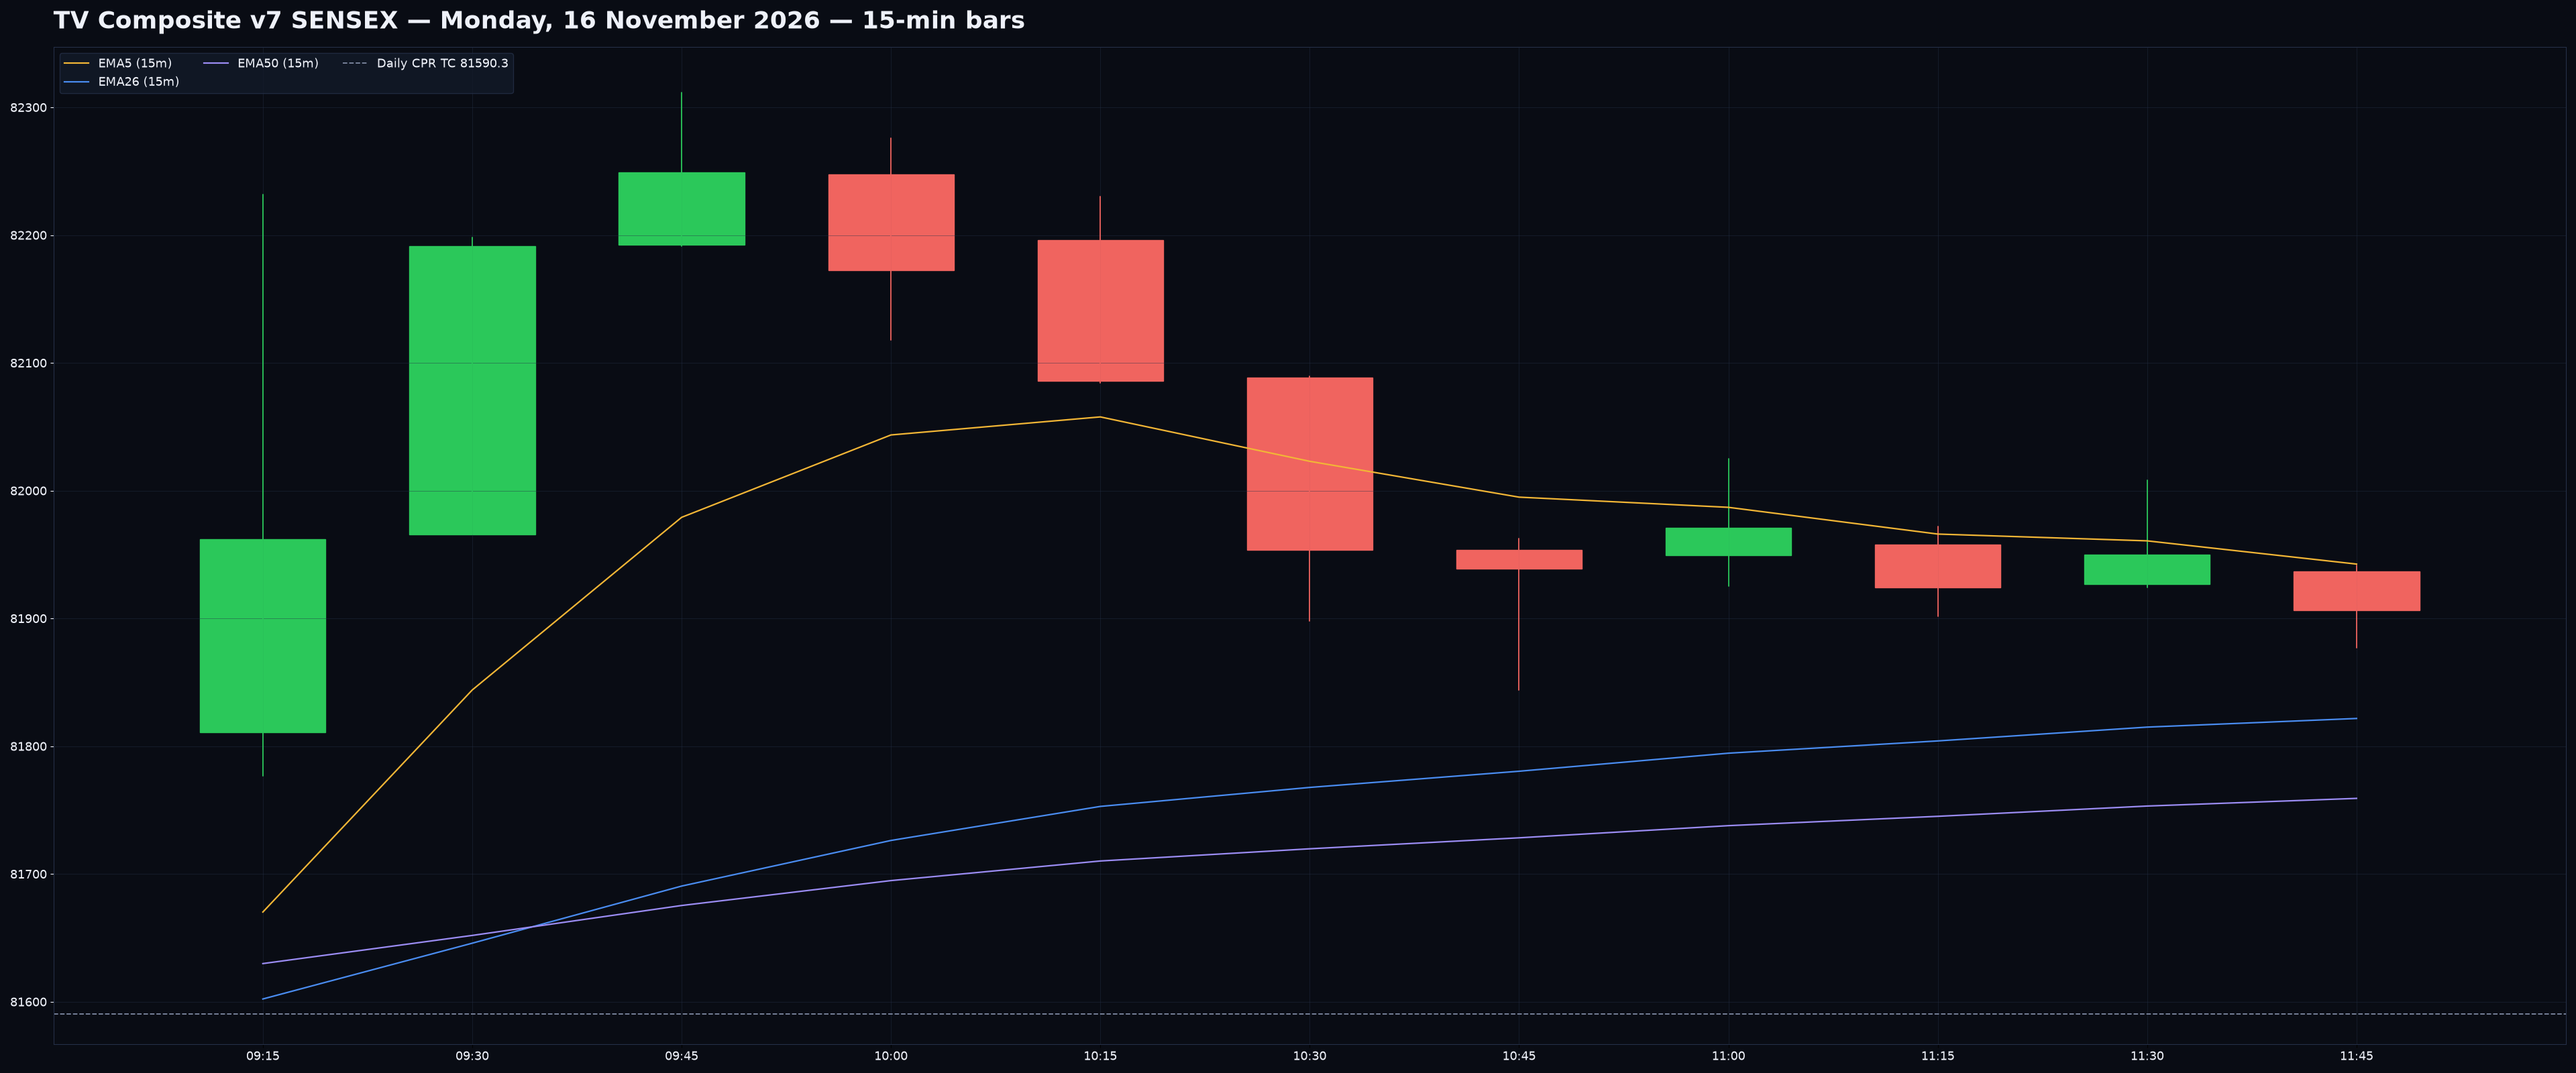 TV Composite v7 SENSEX — Monday, 16 November 2026 — 15-min bars
EMA5 (15m) EMA50 (15m) Daily CPR TC 81590.3
EMA26 (15m)
82300
82200
82100
82000
81900
81800
81700
81600
09:15 09:30 09:45 10:00 10:15 10:30 10:45 11:00 11:15 11:30 11:45